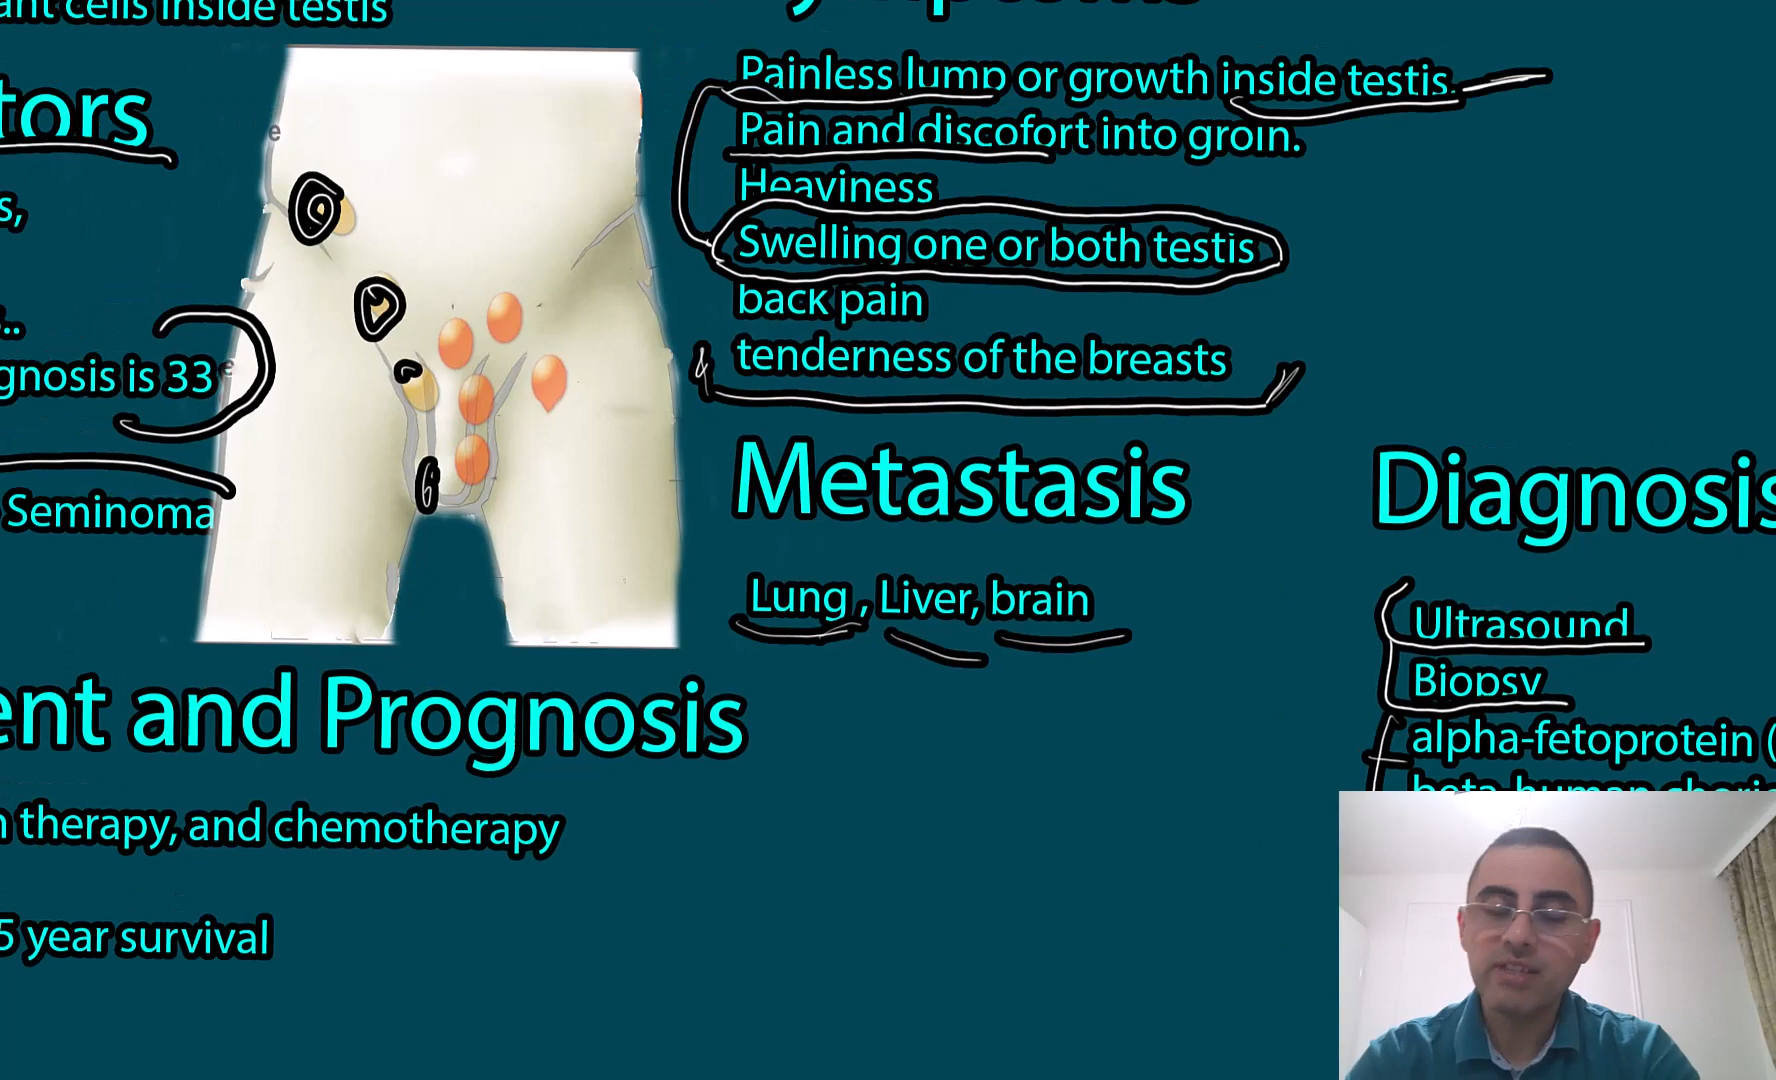 ant cells inside testis
Painless lump or growth inside testis.
Pain and discofort into groin.
Heaviness
Swelling one or both testis
back pain
tenderness of the breasts
tors
s,
e
..
gnosis is 33
e
Seminoma
Metastasis
Lung , Liver, brain
Diagnosis
Ultrasound
Biopsy
alpha-fetoprotein (
ent and Prognosis
n therapy, and chemotherapy
5 year survival